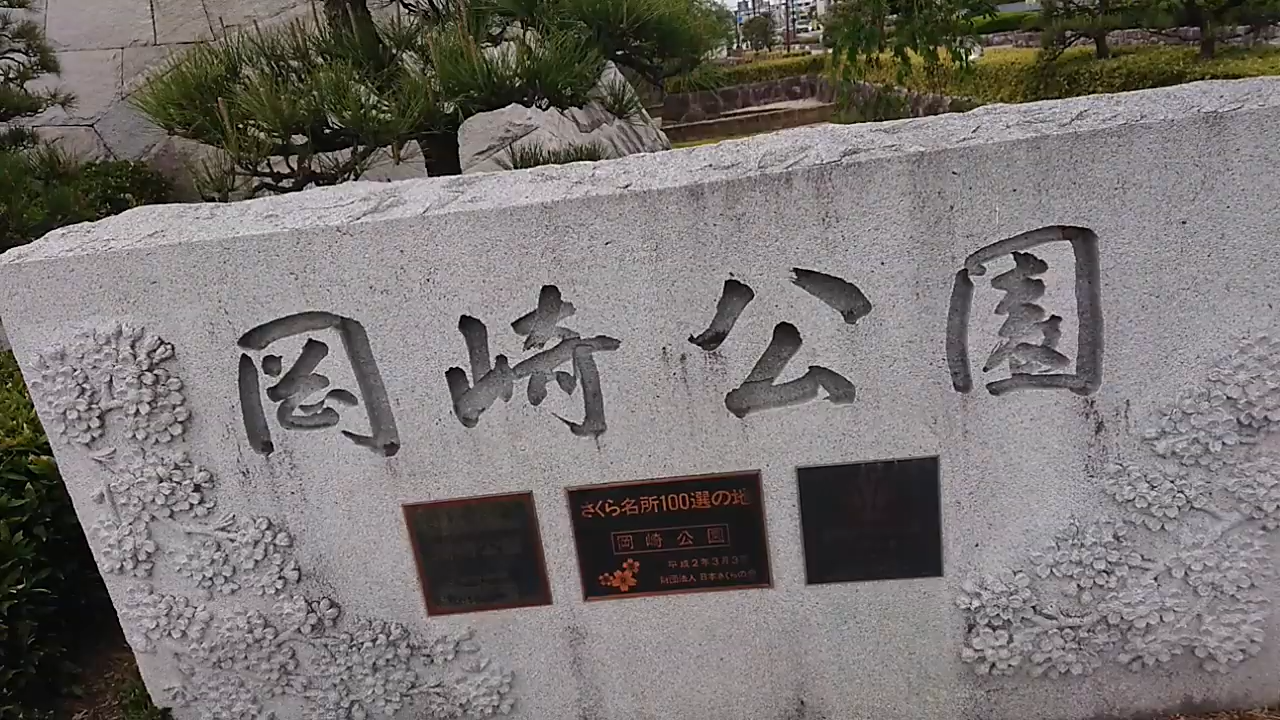 岡崎公園
さくら名所100選の地
岡崎公園
平成2年3月3
財団法人 日本さくらの会